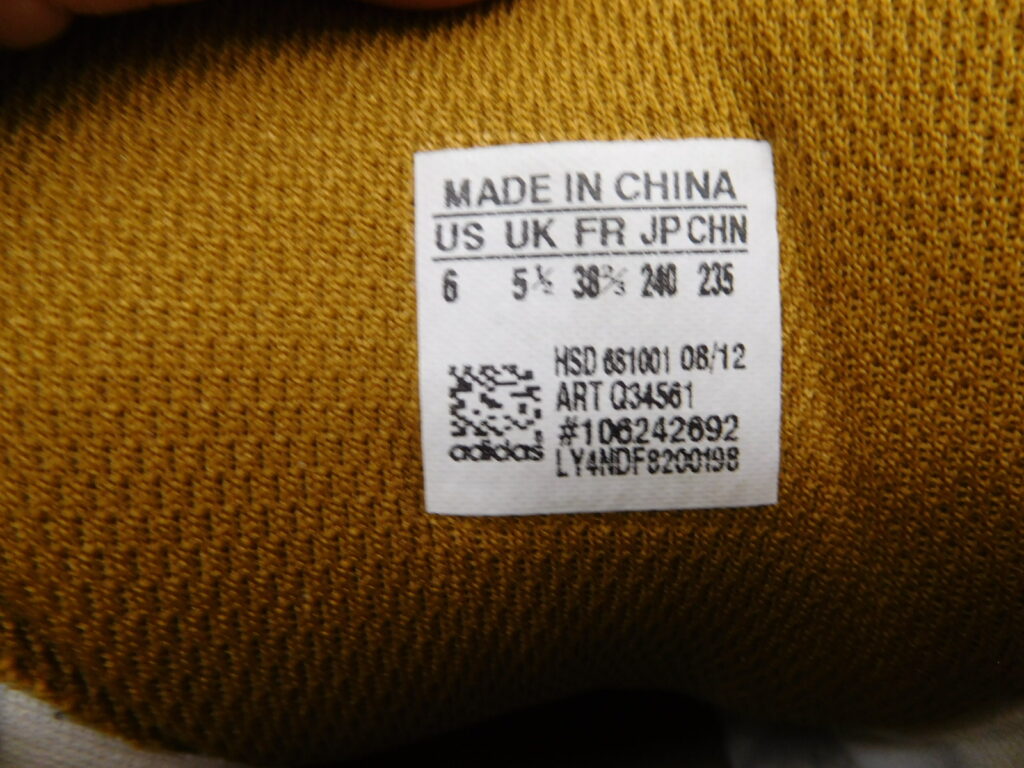 MADE IN CHINA
US UK FR JP CHN
6 5½ 38⅔ 240 235
HSD 681001 08/12
ART Q34561
#106242692
LY4NDF8200198
adidas